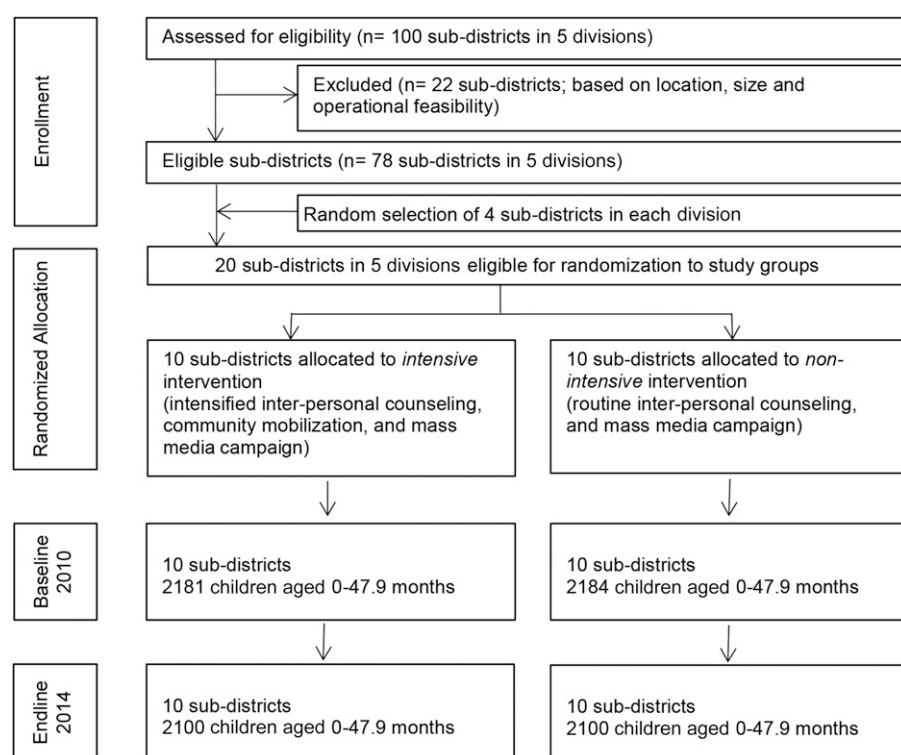 Enrollment
Assessed for eligibility (n= 100 sub-districts in 5 divisions)
Excluded (n= 22 sub-districts; based on location, size and
operational feasibility)
Eligible sub-districts (n= 78 sub-districts in 5 divisions)
Random selection of 4 sub-districts in each division
Randomized Allocation
20 sub-districts in 5 divisions eligible for randomization to study groups
10 sub-districts allocated to intensive
intervention
(intensified inter-personal counseling,
community mobilization, and mass
media campaign)
10 sub-districts allocated to non-
intensive intervention
(routine inter-personal counseling,
and mass media campaign)
Baseline
2010
10 sub-districts
2181 children aged 0-47.9 months
10 sub-districts
2184 children aged 0-47.9 months
Endline
2014
10 sub-districts
2100 children aged 0-47.9 months
10 sub-districts
2100 children aged 0-47.9 months